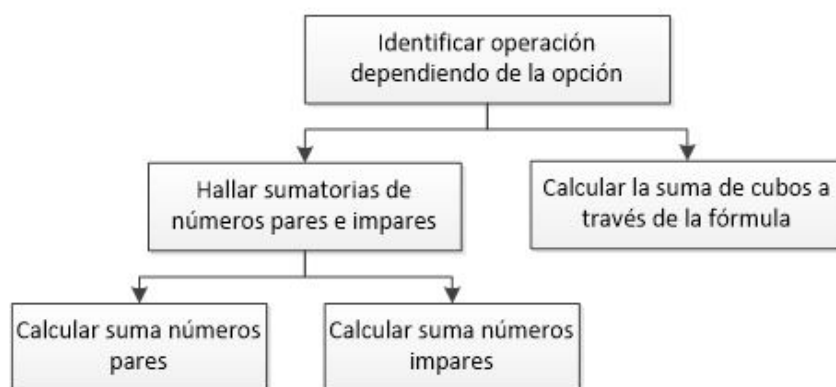 Identificar operación
dependiendo de la opción
Hallar sumatorias de
números pares e impares
Calcular la suma de cubos a
través de la fórmula
Calcular suma números
pares
Calcular suma números
impares